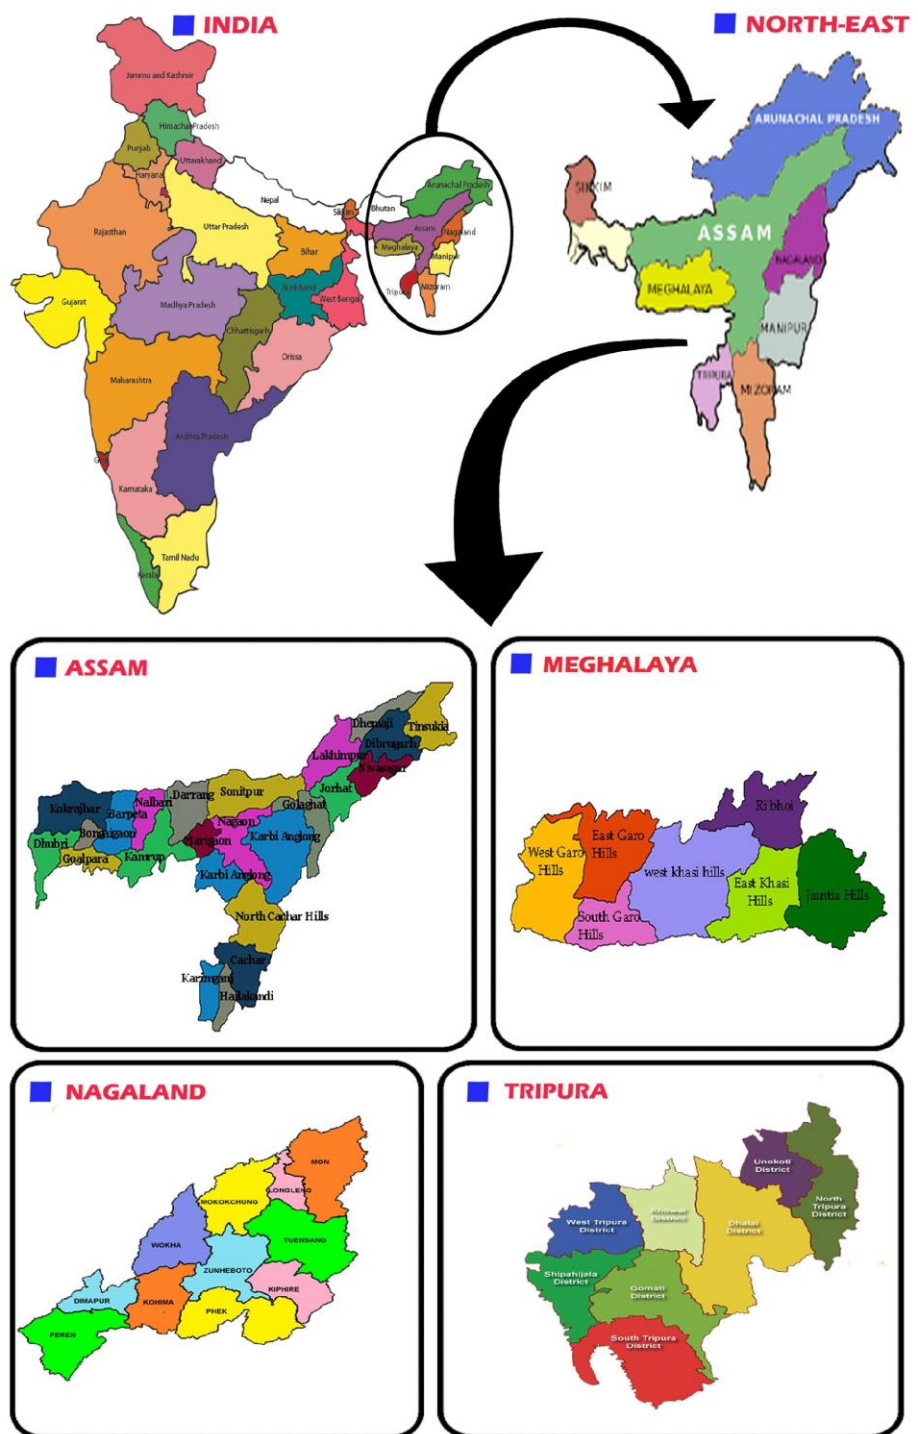 INDIA
Jammu and Kashmir
Himachal Pradesh
Punjab
Uttarakhand
Haryana
Nepal
Rajasthan
Uttar Pradesh
Bihar
Sikkim
Bhutan
Arunachal Pradesh
Assam
Nagaland
Meghalaya
Manipur
Tripura
Mizoram
Gujarat
Madhya Pradesh
West Bengal
Chhattisgarh
Orissa
Maharashtra
Andhra Pradesh
Karnataka
Kerala
Tamil Nadu
NORTH-EAST
ARUNACHAL PRADESH
SIKKIM
ASSAM
NAGALAND
MEGHALAYA
MANIPUR
TRIPURA
MIZORAM
ASSAM
Dhemaji
Tinsukia
Dibrugarh
Lakhimpur
Sivasagar
Jorhat
Sonitpur
Golaghat
Darrang
Kokrajhar
Nalbari
Barpeta
Nagaon
Karbi Anglong
Dhubri
Bongaigaon
Marigaon
Goalpara
Kamrup
Karbi Anglong
North Cachar Hills
Cachar
Karimganj
Hailakandi
MEGHALAYA
Ri bhoi
East Garo
Hills
West Garo
Hills
west khasi hills
East Khasi
Hills
Jaintia Hills
South Garo
Hills
NAGALAND
MON
LONGLENG
MOKOKCHUNG
TUENSANG
WOKHA
ZUNHEBOTO
KIPHIRE
DIMAPUR
KOHIMA
PHEK
PEREN
TRIPURA
Unokoti
District
North
Tripura
District
Khowai
District
West Tripura
District
Dhalai
District
Shipahijala
District
Gomati
District
South Tripura
District